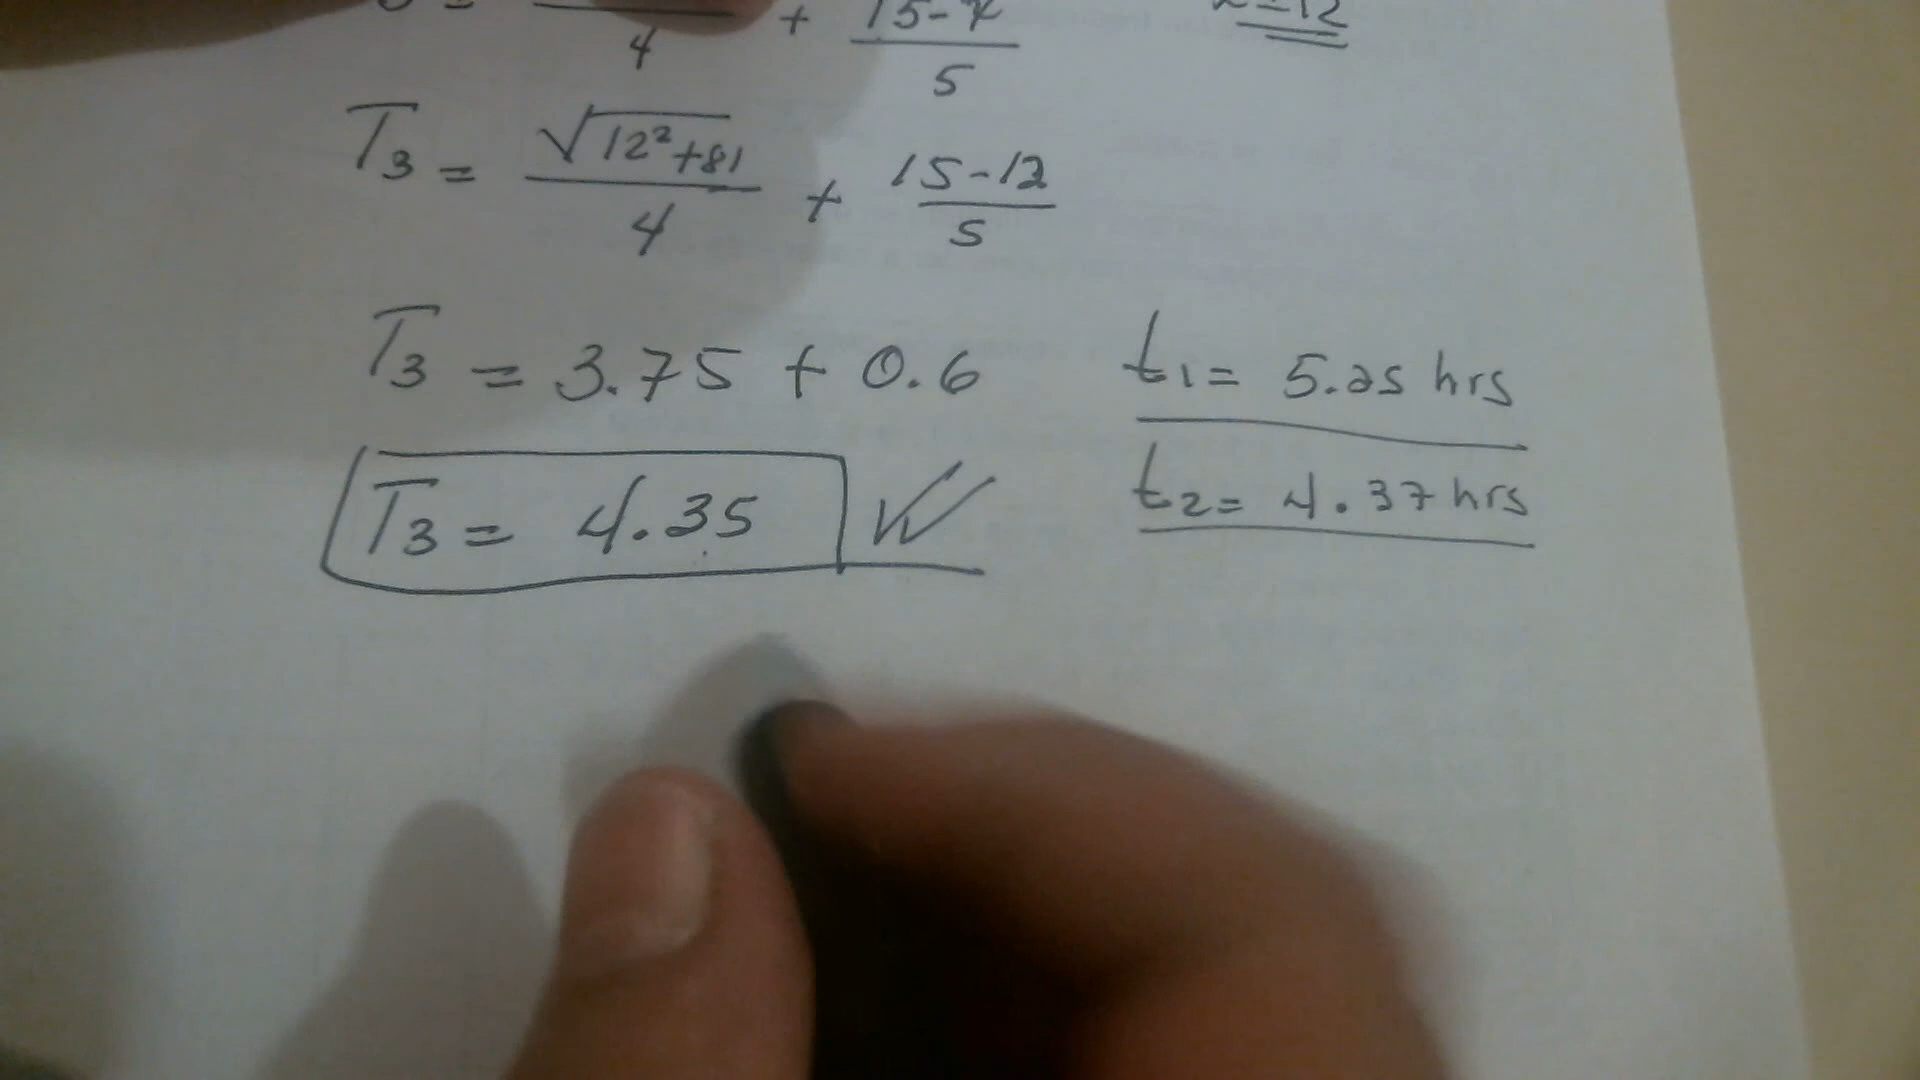 4 + 15-x
5
x=12
T3 = √12²+81 / 4 + 15-12 / 5
T3 = 3.75 + 0.6
T3 = 4.35
t1= 5.25 hrs
t2= 4.37 hrs